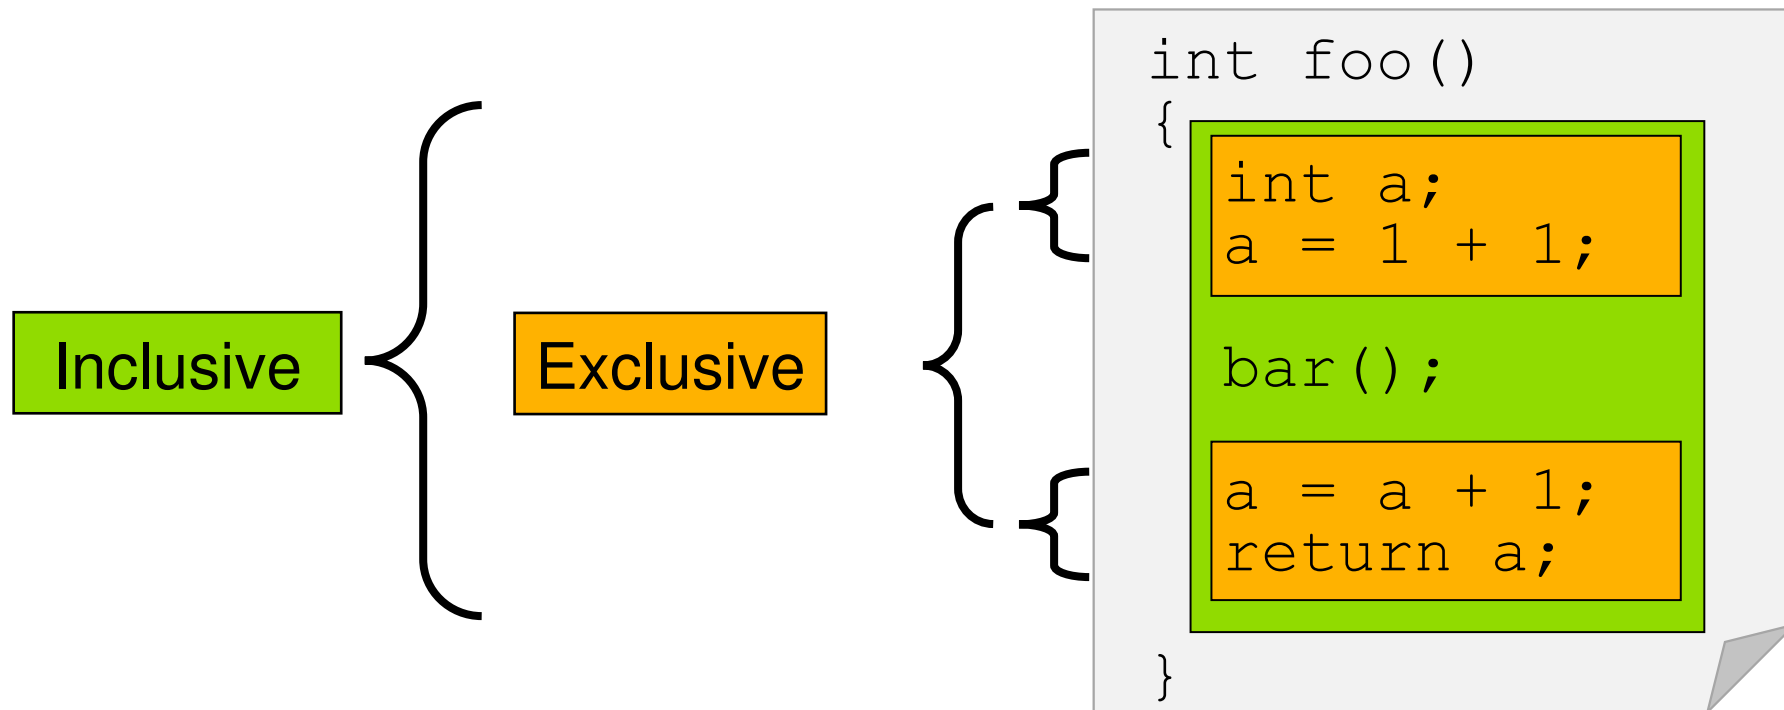 Inclusive
Exclusive
int foo()
{
int a;
a = 1 + 1;
bar();
a = a + 1;
return a;
}